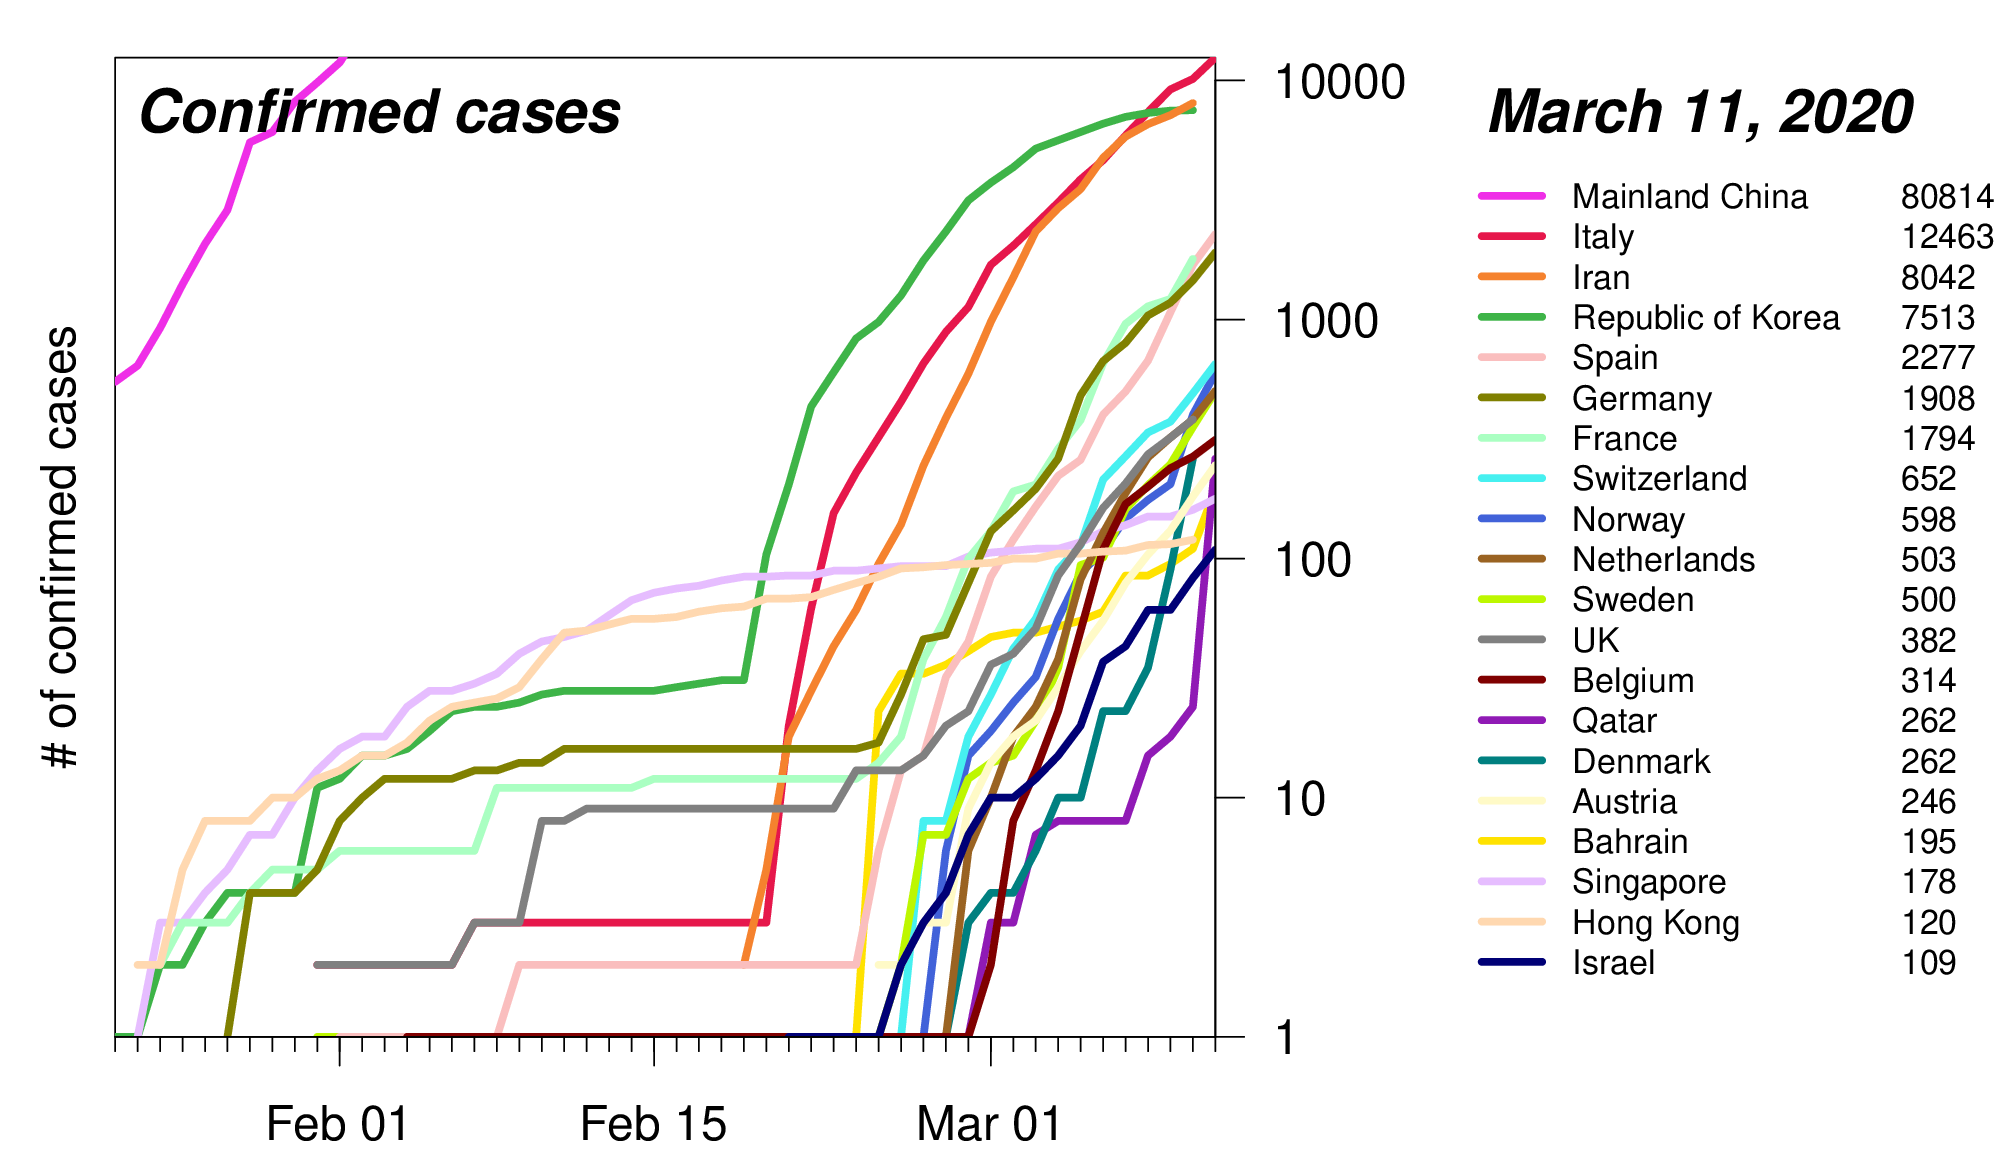 Confirmed cases
March 11, 2020
# of confirmed cases
10000
1000
100
10
1
Feb 01
Feb 15
Mar 01
Mainland China 80814
Italy 12463
Iran 8042
Republic of Korea 7513
Spain 2277
Germany 1908
France 1794
Switzerland 652
Norway 598
Netherlands 503
Sweden 500
UK 382
Belgium 314
Qatar 262
Denmark 262
Austria 246
Bahrain 195
Singapore 178
Hong Kong 120
Israel 109